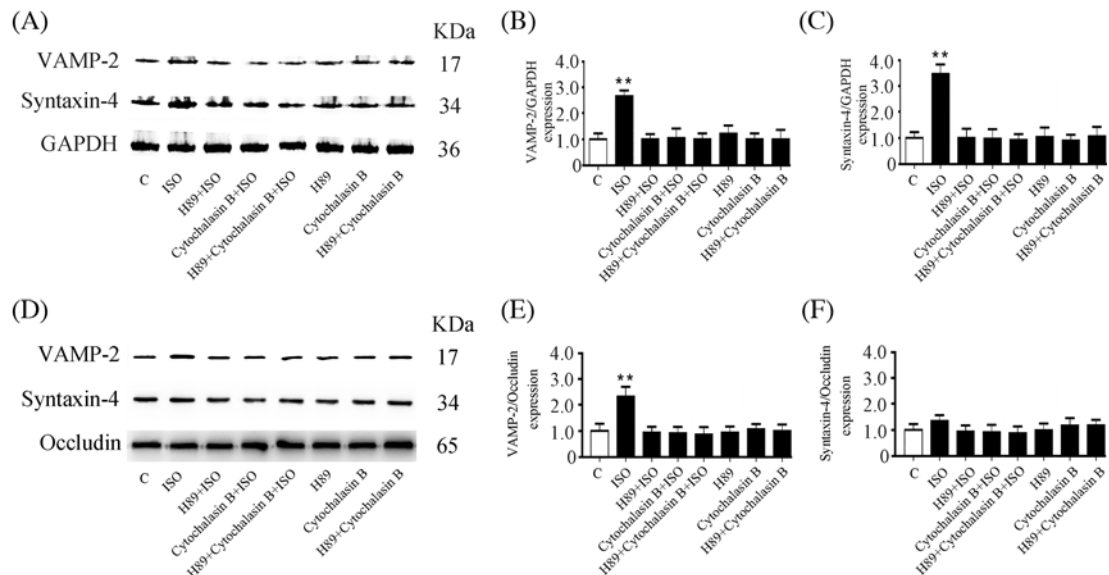 (A)
KDa
VAMP-2
17
Syntaxin-4
34
GAPDH
36
C
ISO
H89+ISO
Cytochalasin B+ISO
H89+Cytochalasin B+ISO
H89
Cytochalasin B
H89+Cytochalasin B
(B)
VAMP-2/GAPDH
expression
4.0
3.0
2.0
1.0
0
**
C
ISO
H89+ISO
Cytochalasin B+ISO
H89+Cytochalasin B+ISO
H89
Cytochalasin B
H89+Cytochalasin B
(C)
Syntaxin-4/GAPDH
expression
4.0
3.0
2.0
1.0
0
**
C
ISO
H89+ISO
Cytochalasin B+ISO
H89+Cytochalasin B+ISO
H89
Cytochalasin B
H89+Cytochalasin B
(D)
KDa
VAMP-2
17
Syntaxin-4
34
Occludin
65
C
ISO
H89+ISO
Cytochalasin B+ISO
H89+Cytochalasin B+ISO
H89
Cytochalasin B
H89+Cytochalasin B
(E)
VAMP-2/Occludin
expression
4.0
3.0
2.0
1.0
0
**
C
ISO
H89+ISO
Cytochalasin B+ISO
H89+Cytochalasin B+ISO
H89
Cytochalasin B
H89+Cytochalasin B
(F)
Syntaxin-4/Occludin
expression
4.0
3.0
2.0
1.0
0
C
ISO
H89+ISO
Cytochalasin B+ISO
H89+Cytochalasin B+ISO
H89
Cytochalasin B
H89+Cytochalasin B